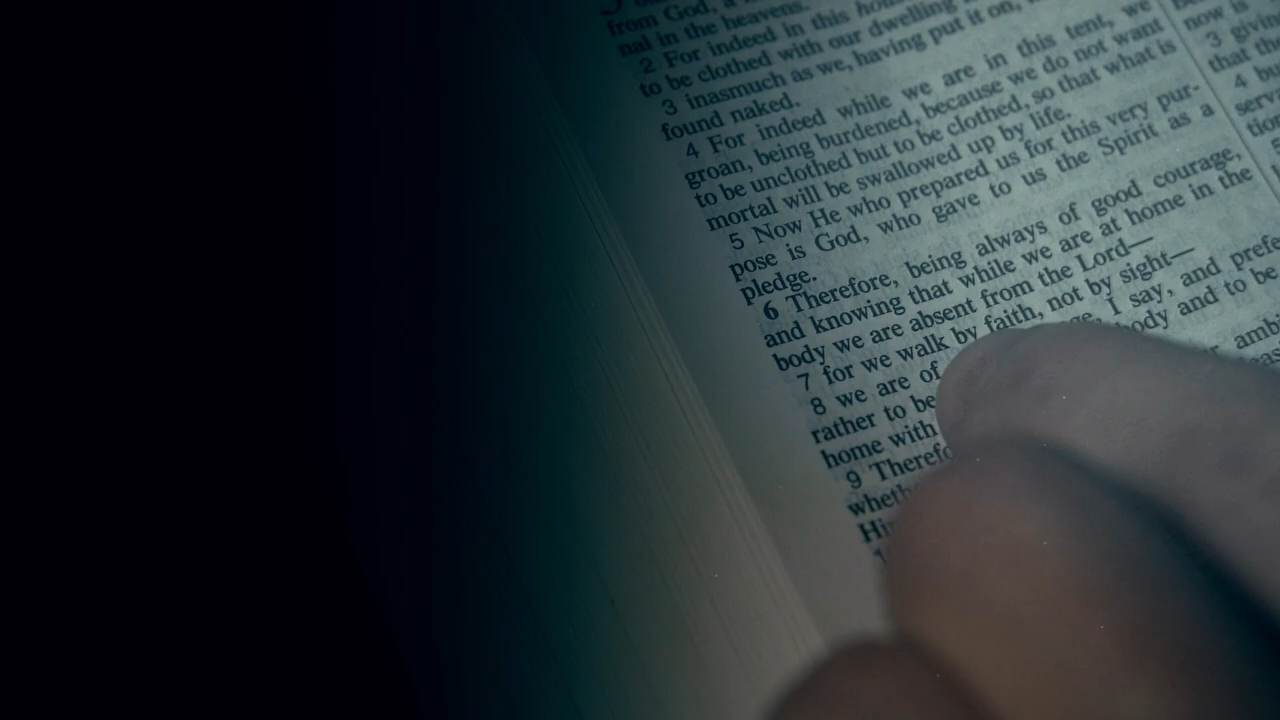 from God, a
nal in the heavens.
2 For indeed in this house
to be clothed with our dwelling
3 inasmuch as we, having put it on,
found naked.
4 For indeed while we are in this tent, we
groan, being burdened, because we do not want
to be unclothed but to be clothed, so that what is
mortal will be swallowed up by life.
5 Now He who prepared us for this very pur-
pose is God, who gave to us the Spirit as a
pledge.
6 Therefore, being always of good courage,
and knowing that while we are at home in the
body we are absent from the Lord—
7 for we walk by faith, not by sight—
8 we are of I say, and prefe
rather to be body and to be
home with
9 Therefo ambi
wheth
Hi
now is
3 givin
that the
4 bu
serva
tion
5